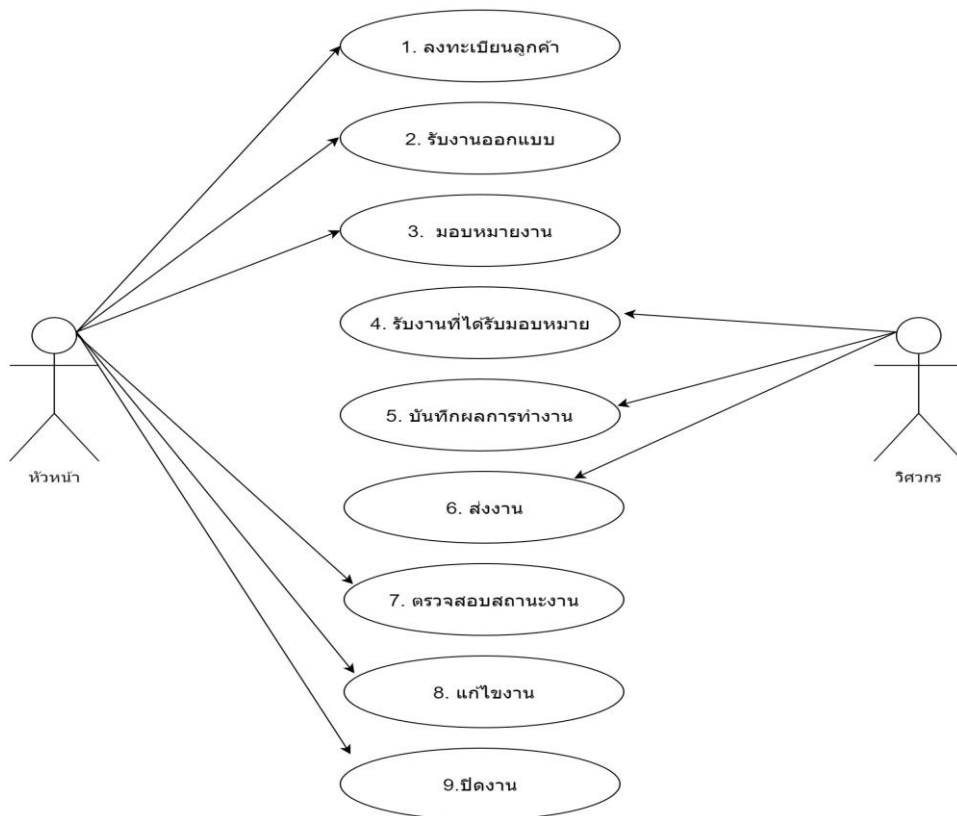 1. ลงทะเบียนลูกค้า
2. รับงานออกแบบ
3. มอบหมายงาน
4. รับงานที่ได้รับมอบหมาย
5. บันทึกผลการทำงาน
หัวหน้า
วิศวกร
6. ส่งงาน
7. ตรวจสอบสถานะงาน
8. แก้ไขงาน
9.ปิดงาน